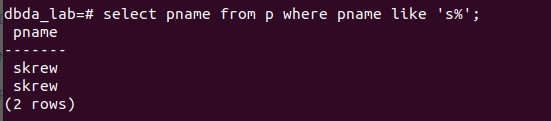 dbda_lab=# select pname from p where pname like 's%';
 pname
-------
 skrew
 skrew
(2 rows)